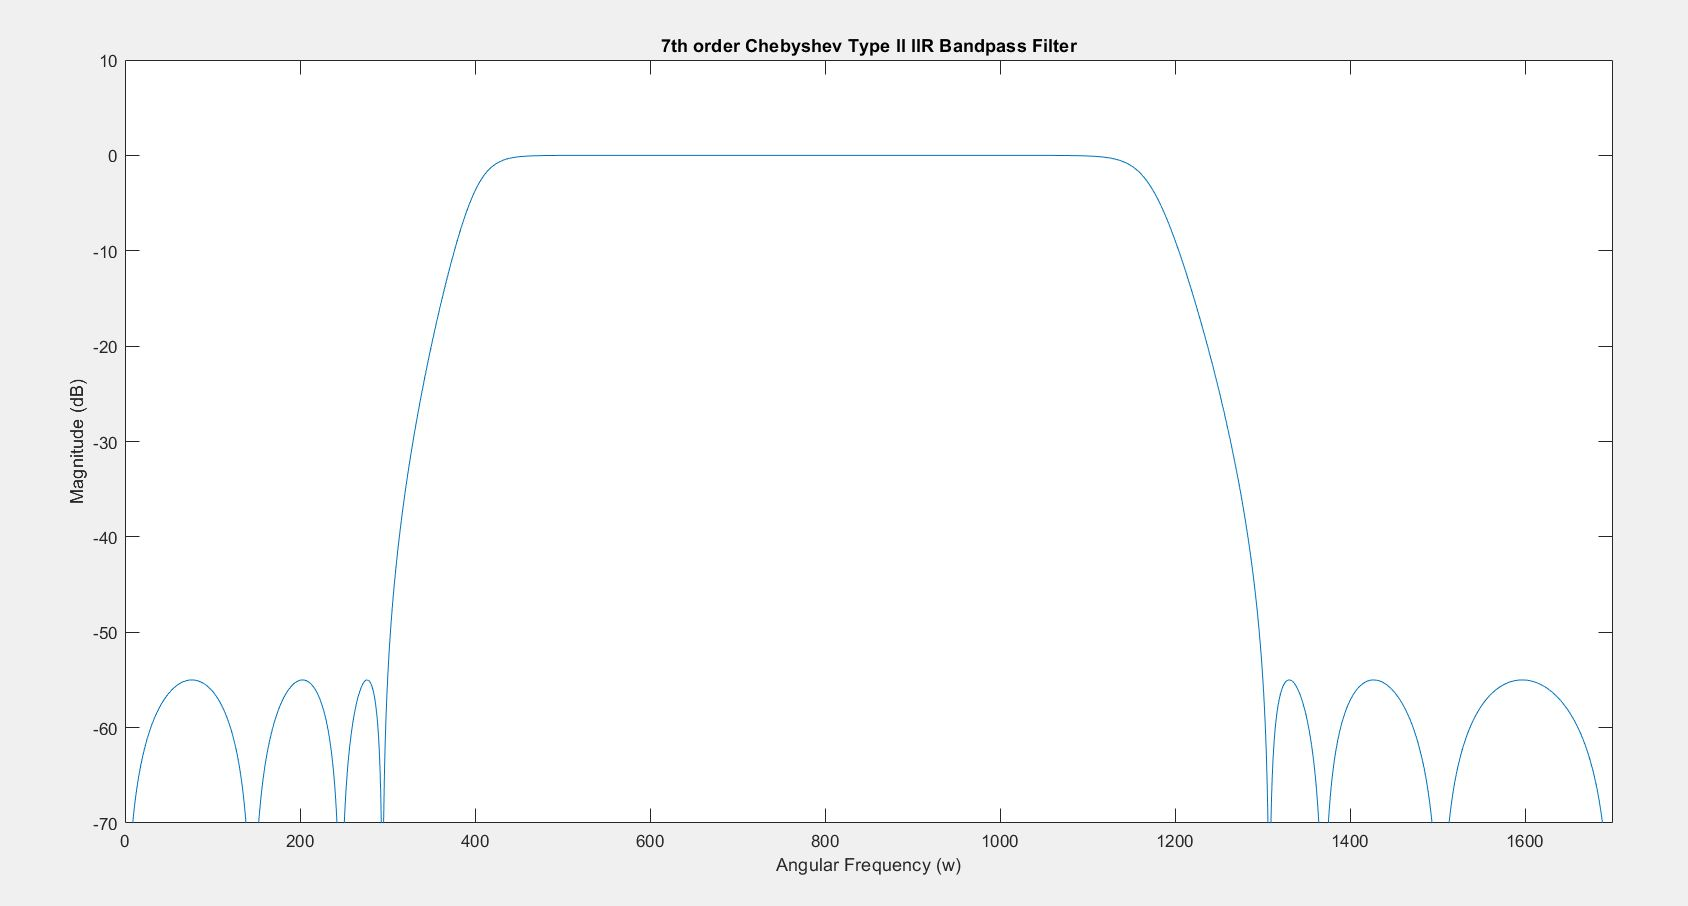 7th order Chebyshev Type II IIR Bandpass Filter
10
0
-10
-20
-30
-40
-50
-60
-70
Magnitude (dB)
0 200 400 600 800 1000 1200 1400 1600
Angular Frequency (w)